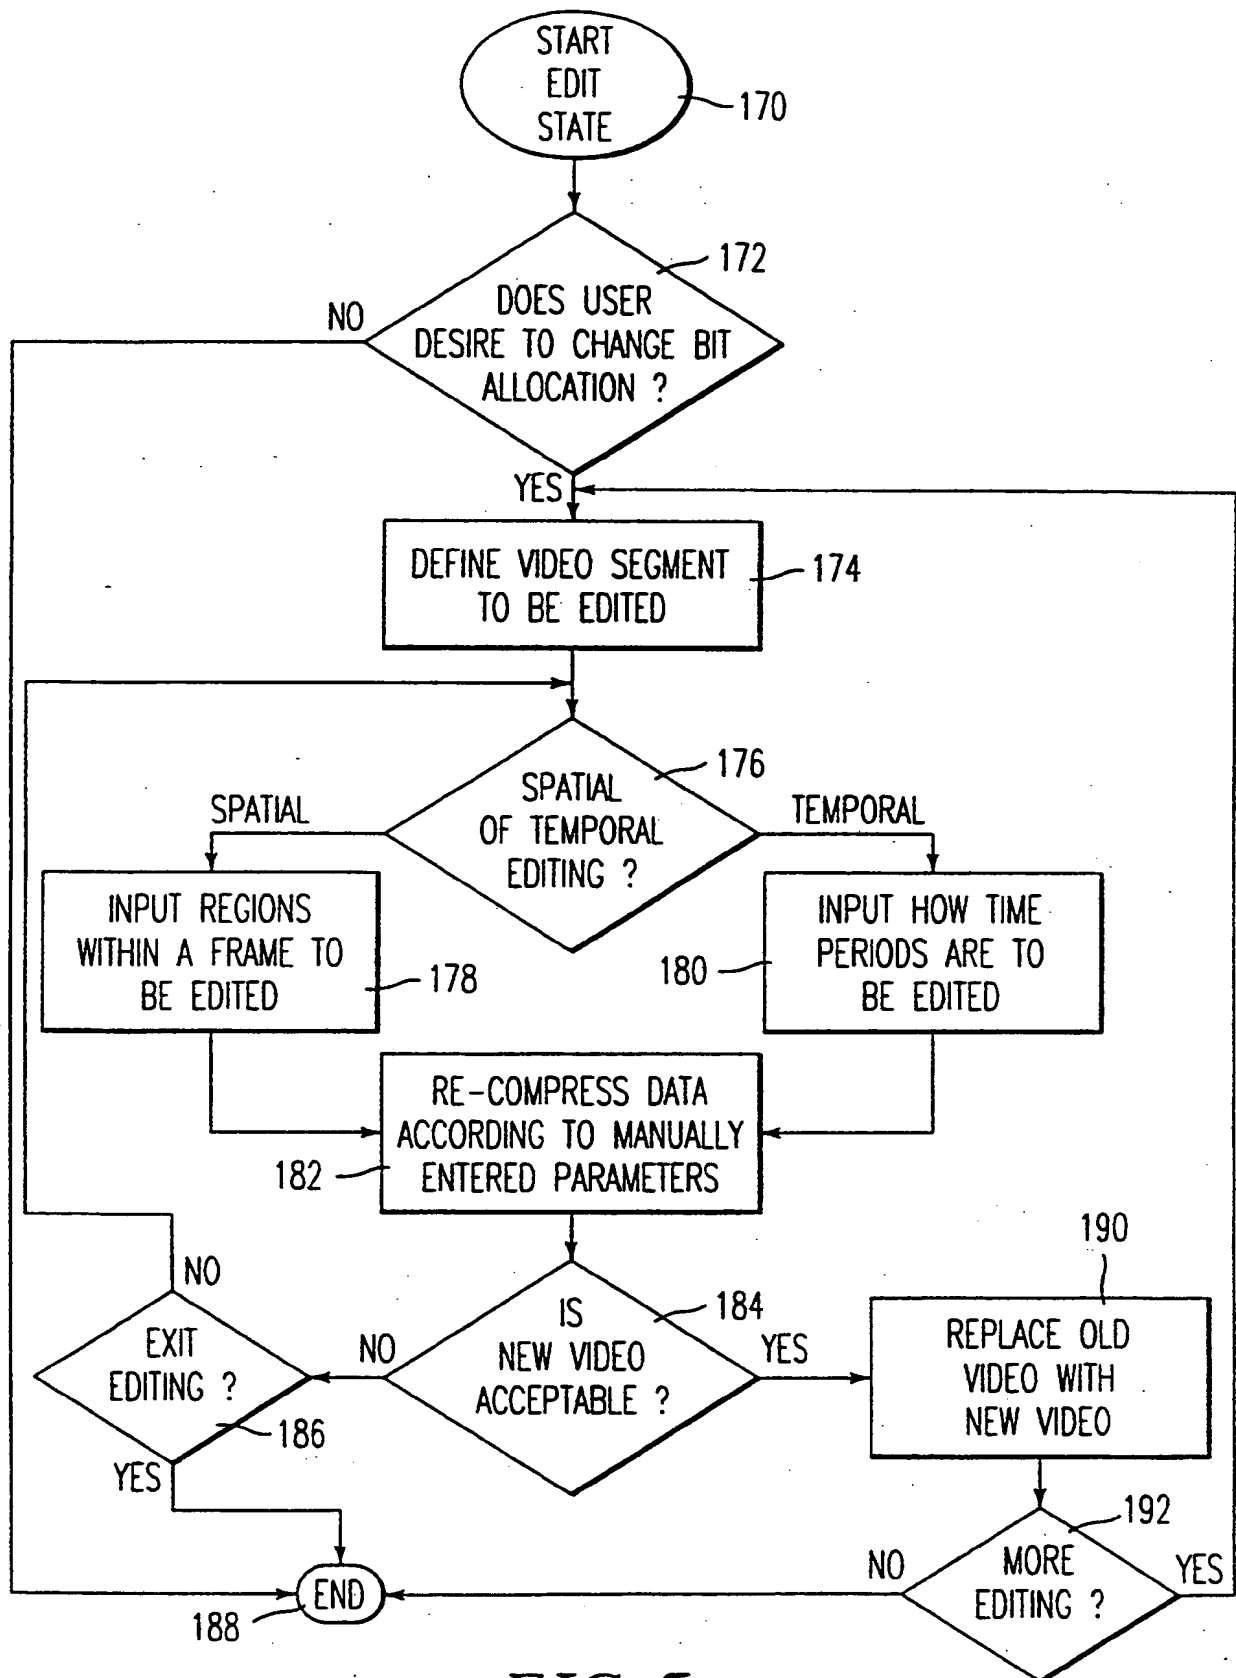 START
EDIT
STATE
170
172
DOES USER
DESIRE TO CHANGE BIT
ALLOCATION ?
NO
YES
DEFINE VIDEO SEGMENT
TO BE EDITED
174
176
SPATIAL
OF TEMPORAL
EDITING ?
SPATIAL
TEMPORAL
INPUT REGIONS
WITHIN A FRAME TO
BE EDITED
178
INPUT HOW TIME
PERIODS ARE TO
BE EDITED
180
RE-COMPRESS DATA
ACCORDING TO MANUALLY
ENTERED PARAMETERS
182
IS
NEW VIDEO
ACCEPTABLE ?
184
NO
YES
EXIT
EDITING ?
186
NO
YES
190
REPLACE OLD
VIDEO WITH
NEW VIDEO
192
MORE
EDITING ?
NO
YES
END
188